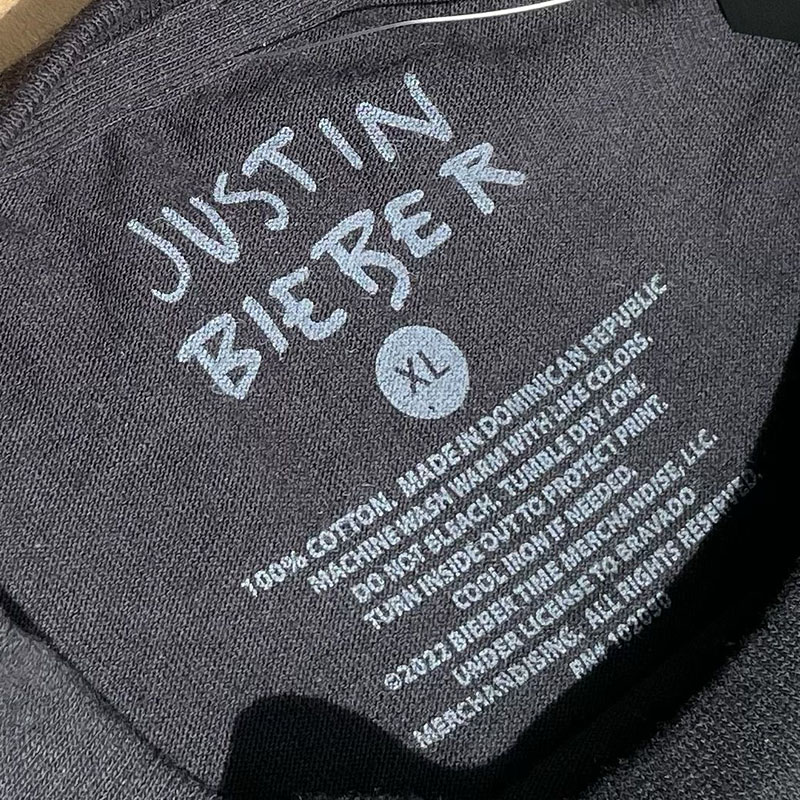 JUSTIN
BIEBER
XL
100% COTTON. MADE IN DOMINICAN REPUBLIC
MACHINE WASH WARM WITH LIKE COLORS.
DO NOT BLEACH. TUMBLE DRY LOW.
TURN INSIDE OUT TO PROTECT PRINT.
COOL IRON IF NEEDED.
©2022 BIEBER TIME MERCHANDISE, LLC.
UNDER LICENSE TO BRAVADO
MERCHANDISING. ALL RIGHTS RESERVED.
RN# 102050